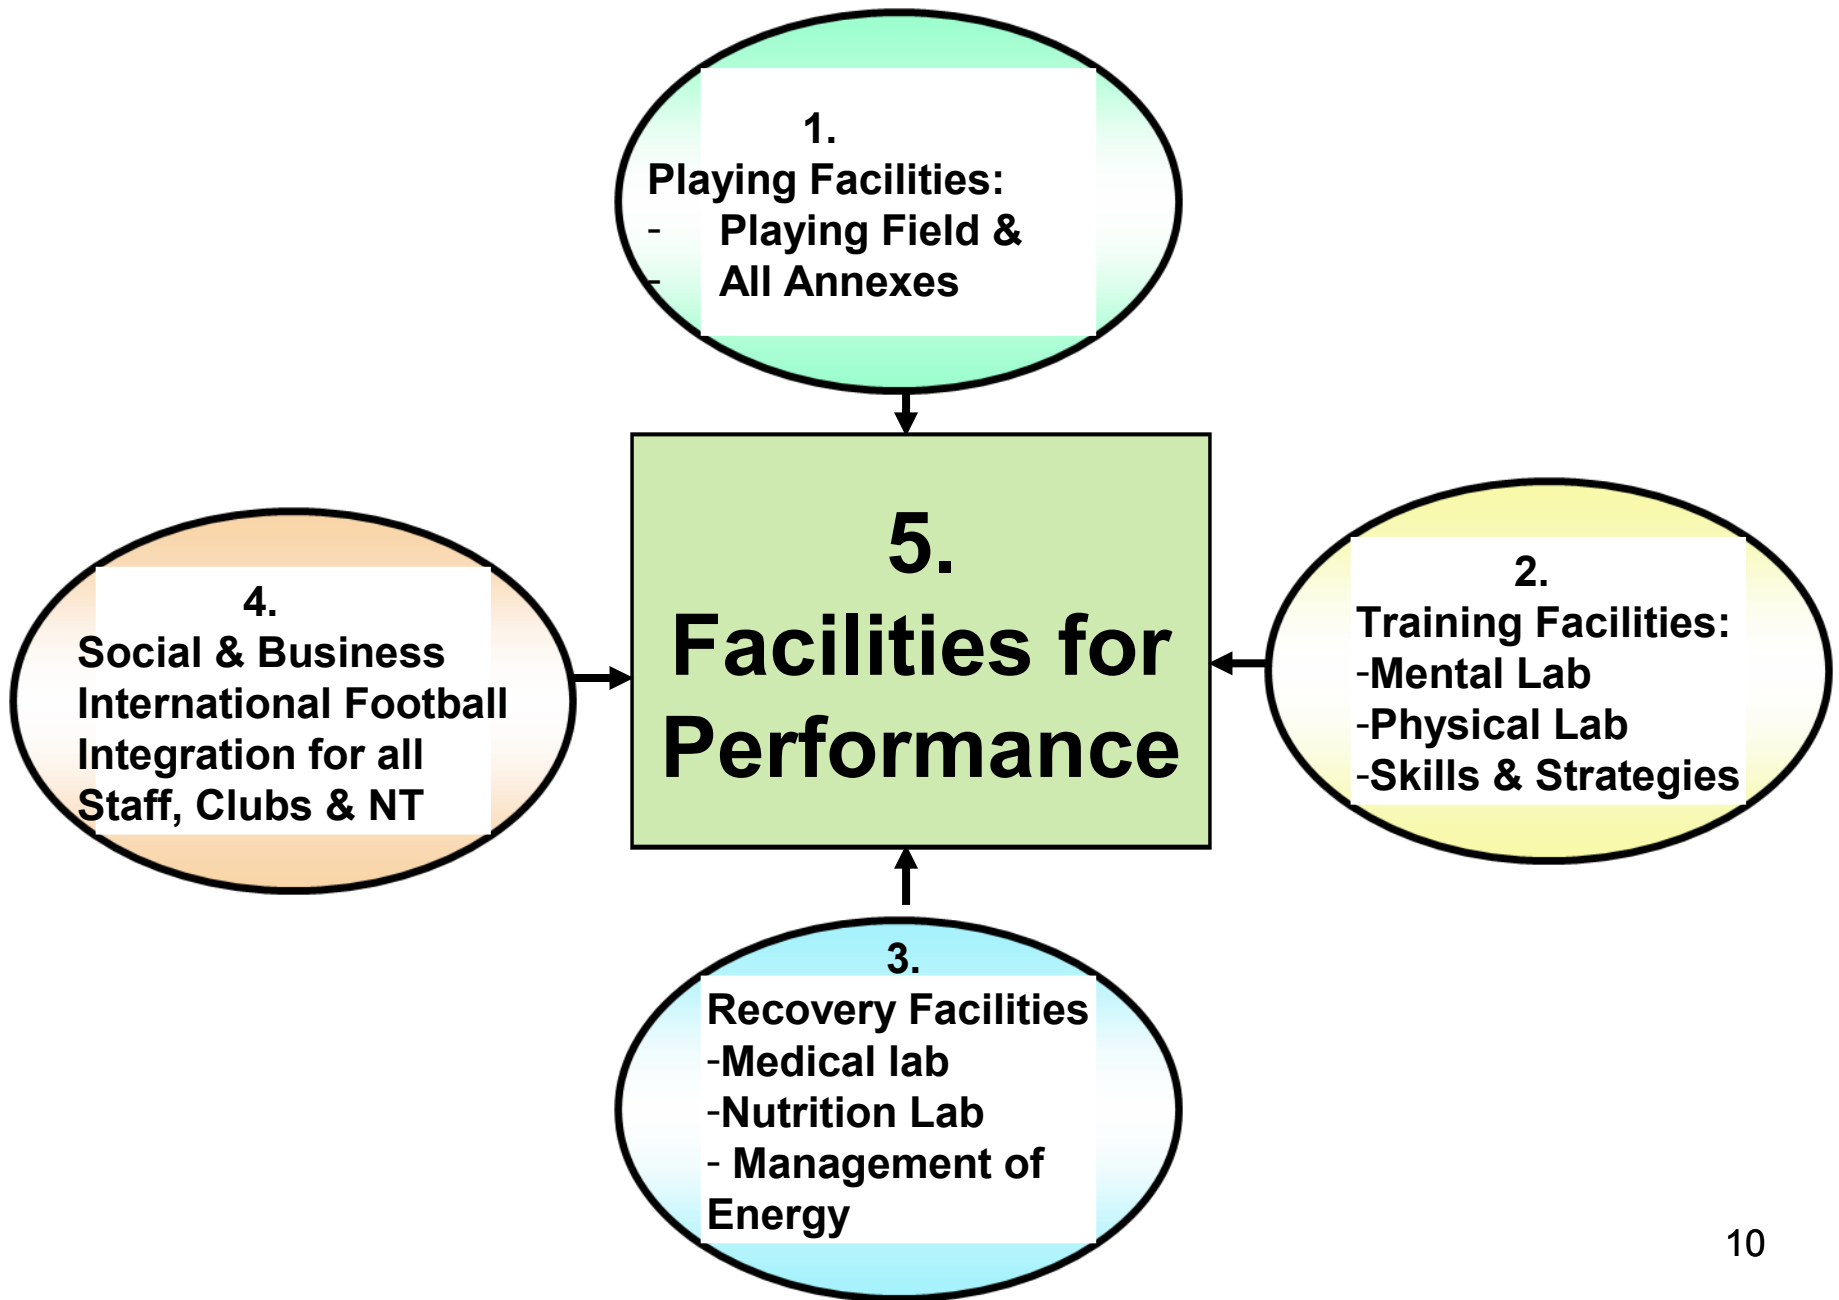 1.
Playing Facilities:
- Playing Field &
- All Annexes
5.
Facilities for
Performance
4.
Social & Business
International Football
Integration for all
Staff, Clubs & NT
2.
Training Facilities:
-Mental Lab
-Physical Lab
-Skills & Strategies
3.
Recovery Facilities
-Medical lab
-Nutrition Lab
- Management of
Energy
10